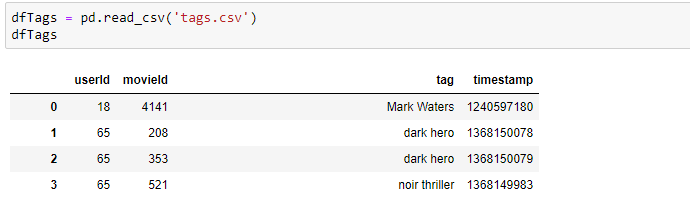 dfTags = pd.read_csv('tags.csv')
dfTags
userId movieId tag timestamp
0 18 4141 Mark Waters 1240597180
1 65 208 dark hero 1368150078
2 65 353 dark hero 1368150079
3 65 521 noir thriller 1368149983